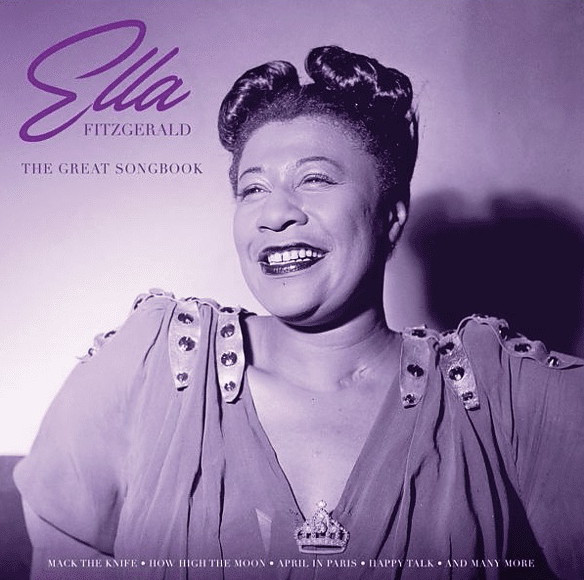 Ella
FITZGERALD
THE GREAT SONGBOOK
MACK THE KNIFE • HOW HIGH THE MOON • APRIL IN PARIS • HAPPY TALK • AND MANY MORE